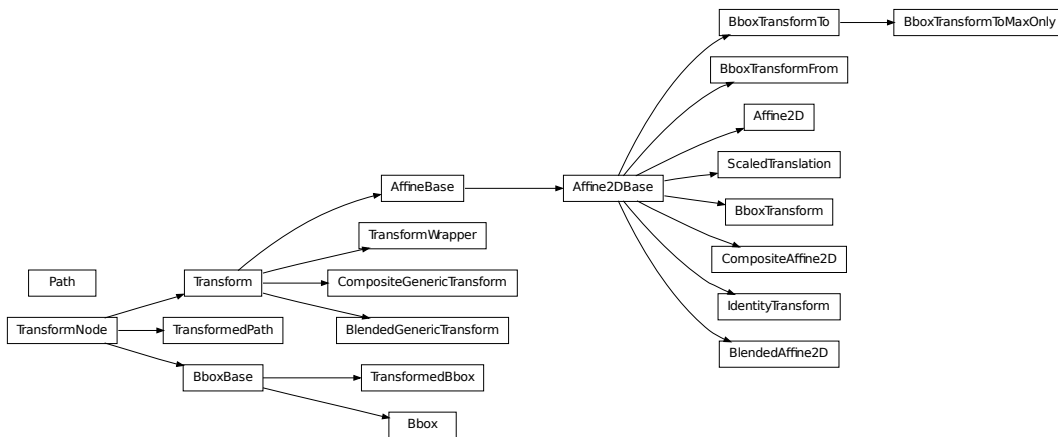 BboxTransformTo
BboxTransformToMaxOnly
BboxTransformFrom
Affine2D
ScaledTranslation
AffineBase
Affine2DBase
BboxTransform
TransformWrapper
CompositeAffine2D
Path
Transform
CompositeGenericTransform
IdentityTransform
TransformNode
TransformedPath
BlendedGenericTransform
BlendedAffine2D
BboxBase
TransformedBbox
Bbox